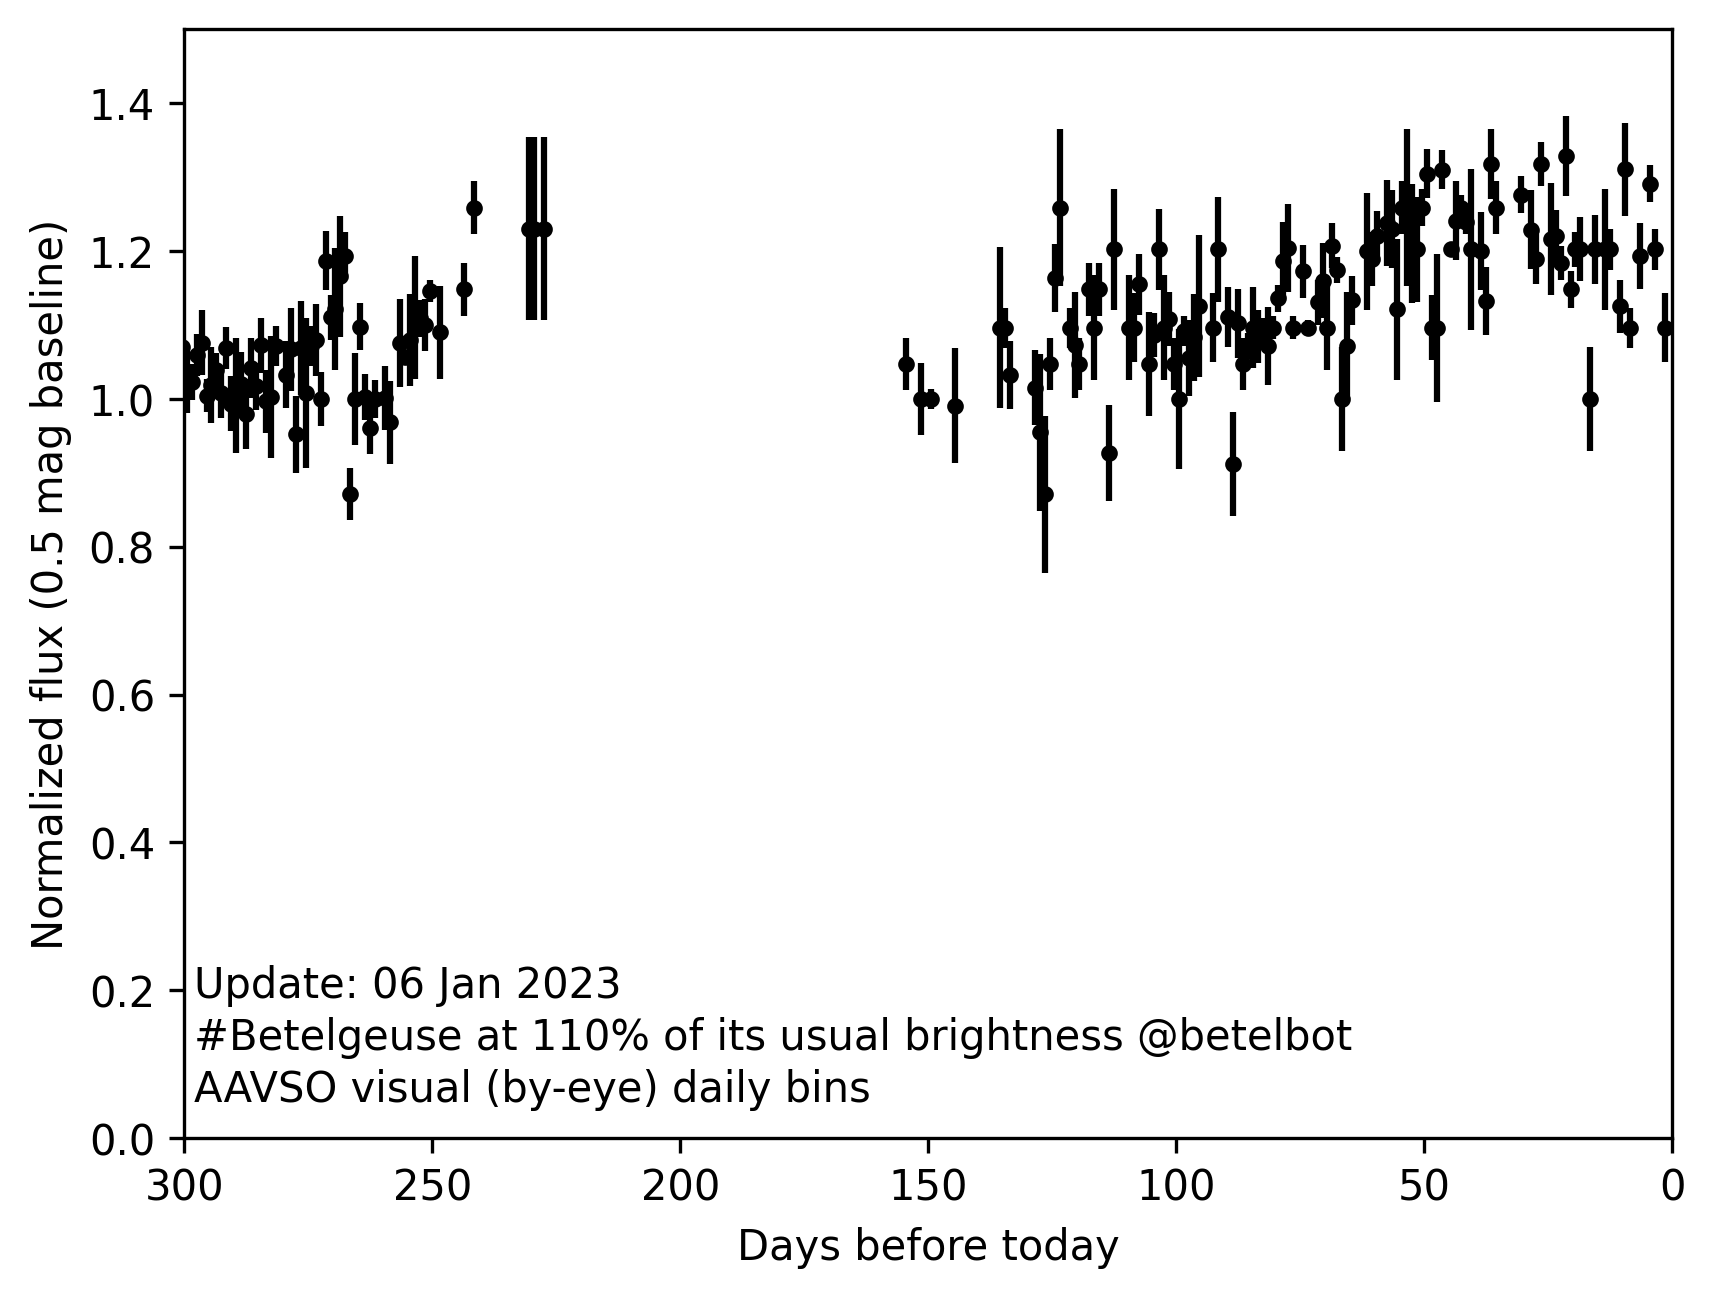 1.4
1.2
1.0
0.8
0.6
0.4
0.2
0.0
Normalized flux (0.5 mag baseline)
Update: 06 Jan 2023
#Betelgeuse at 110% of its usual brightness @betelbot
AAVSO visual (by-eye) daily bins
300 250 200 150 100 50 0
Days before today